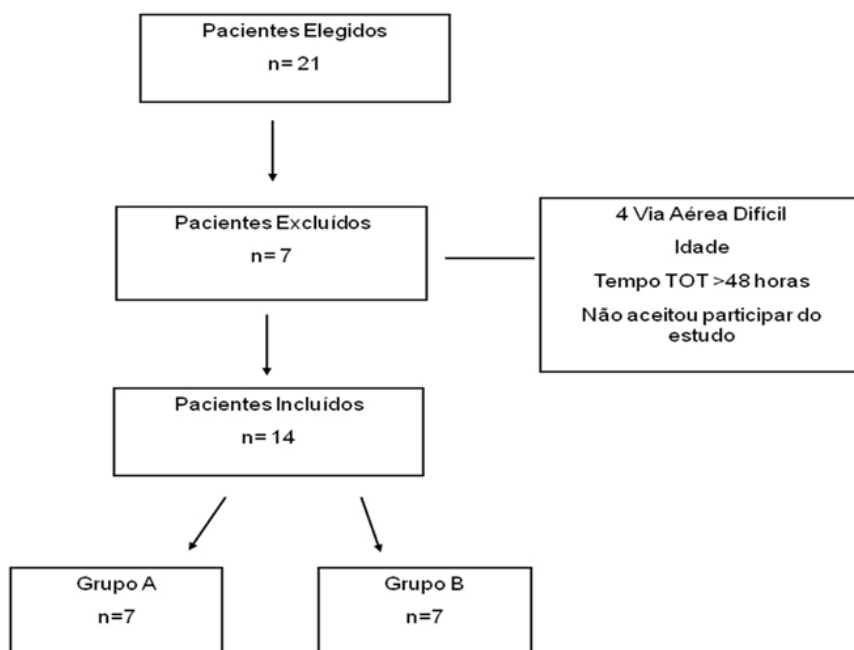 Pacientes Elegidos
n= 21
Pacientes Excluídos
n= 7
4 Via Aérea Difícil
Idade
Tempo TOT >48 horas
Não aceitou participar do
estudo
Pacientes Incluídos
n= 14
Grupo A
n=7
Grupo B
n=7